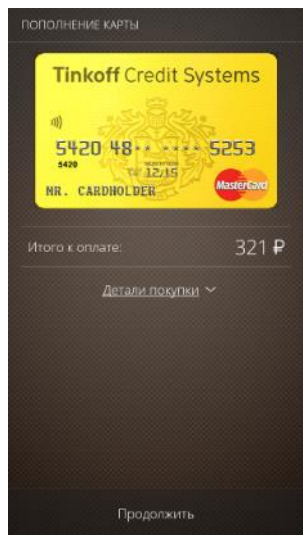 ПОПОЛНЕНИЕ КАРТЫ
Tinkoff Credit Systems
5420 48·· ···· 5253
5420
12/15
MR. CARDHOLDER
MasterCard
Итого к оплате: 321 ₽
Детали покупки
Продолжить